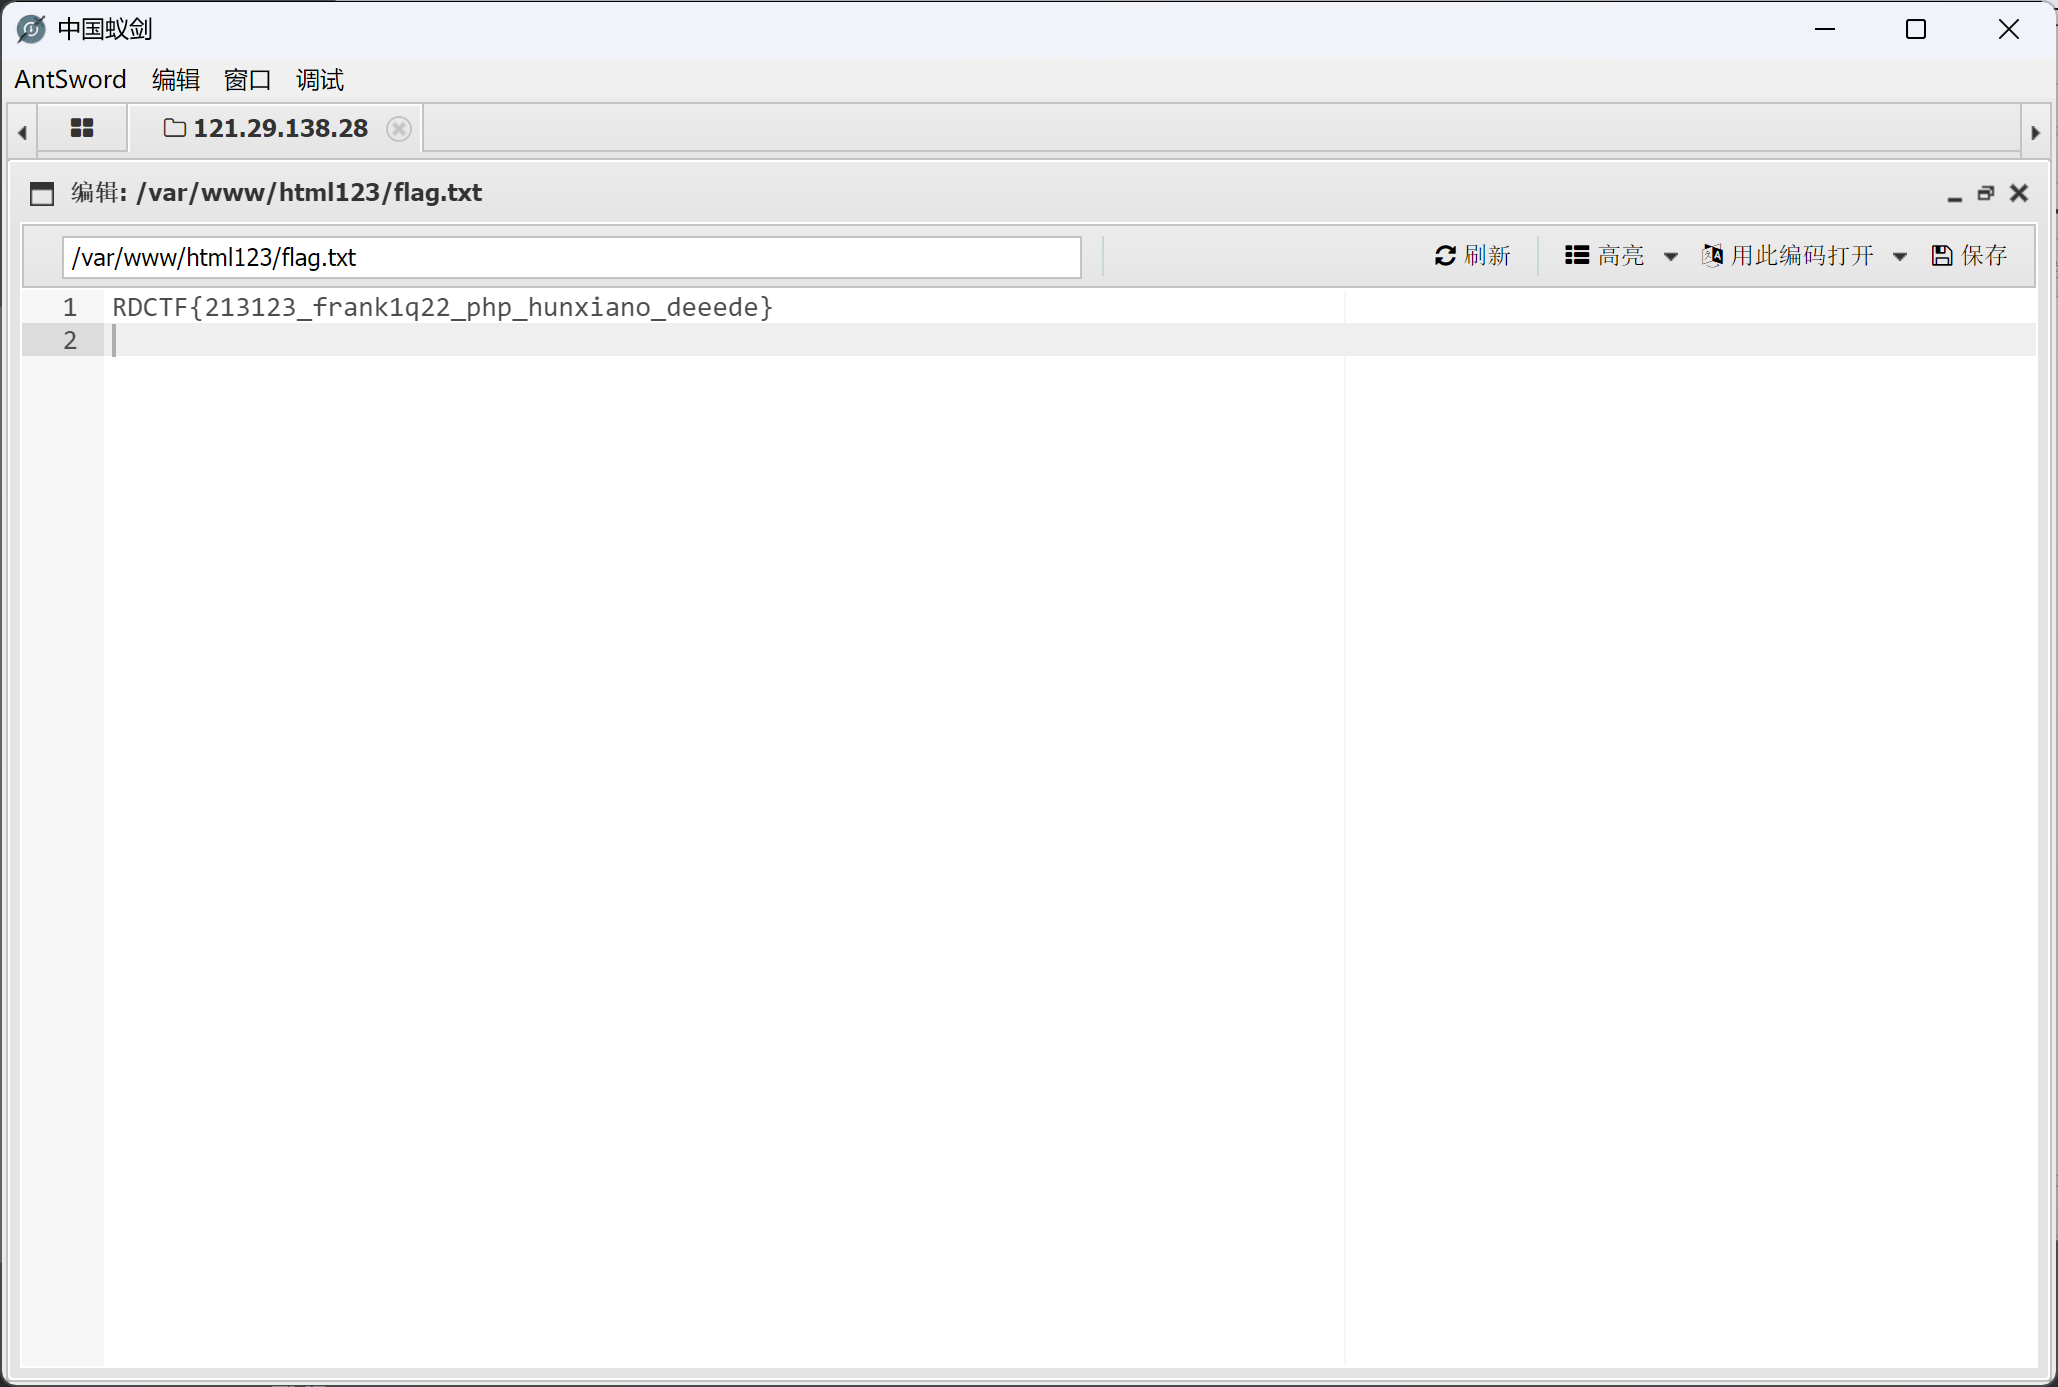 中国蚁剑
AntSword 编辑 窗口 调试
121.29.138.28
编辑: /var/www/html123/flag.txt
/var/www/html123/flag.txt 刷新 高亮 用此编码打开 保存
1 RDCTF{213123_frank1q22_php_hunxiano_deeede}
2